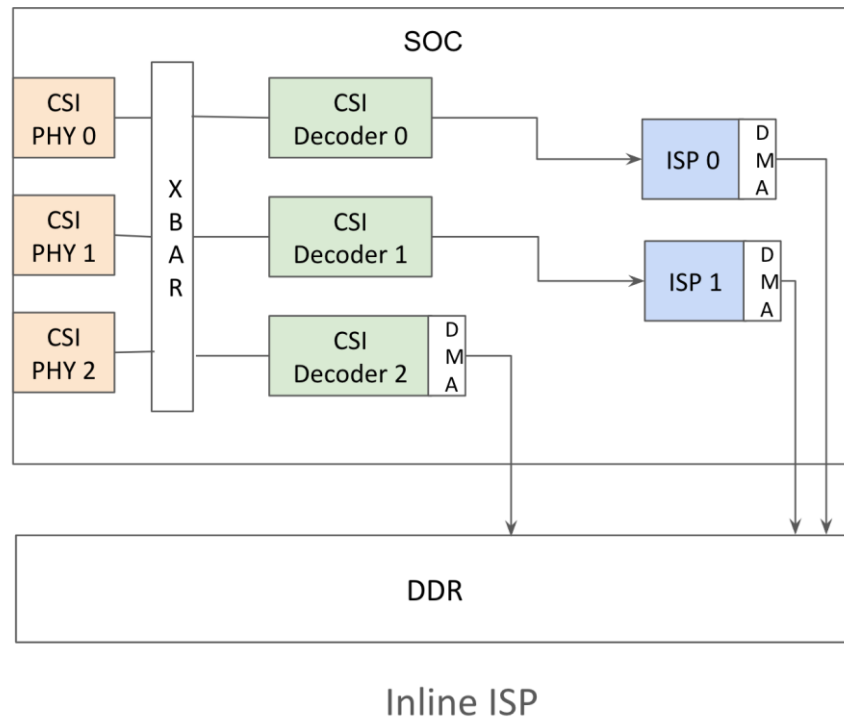 SOC
CSI
PHY 0
CSI
PHY 1
CSI
PHY 2
X
B
A
R
CSI
Decoder 0
CSI
Decoder 1
CSI
Decoder 2
D
M
A
ISP 0
D
M
A
ISP 1
D
M
A
DDR
Inline ISP